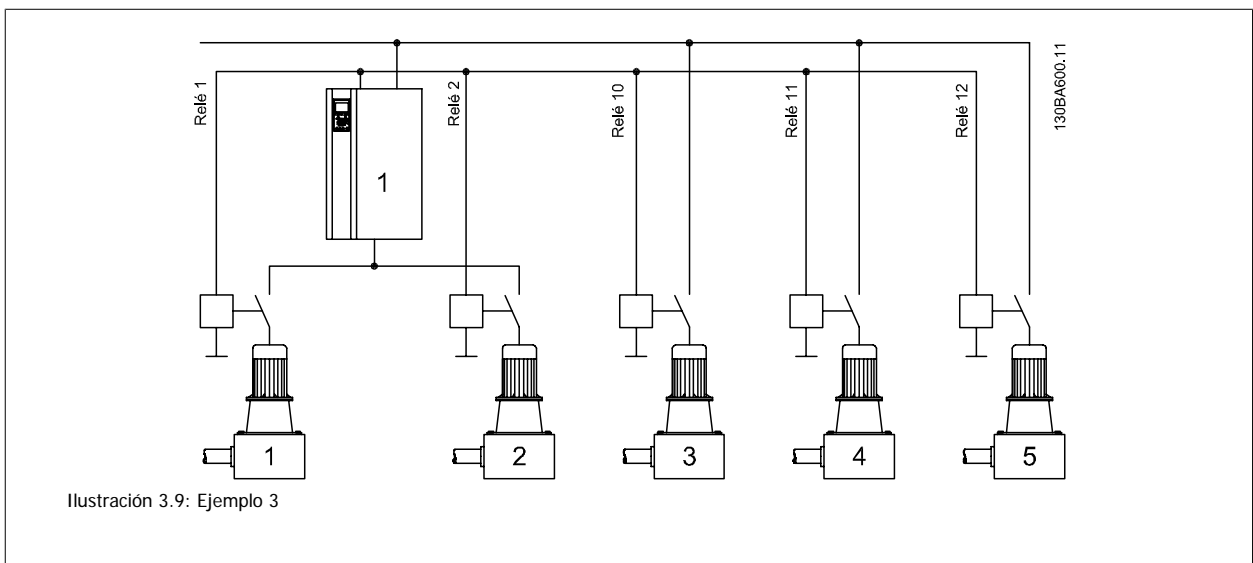 Relé 1
Relé 2
Relé 10
Relé 11
Relé 12
130BA600.11
1
1
2
3
4
5
Ilustración 3.9: Ejemplo 3